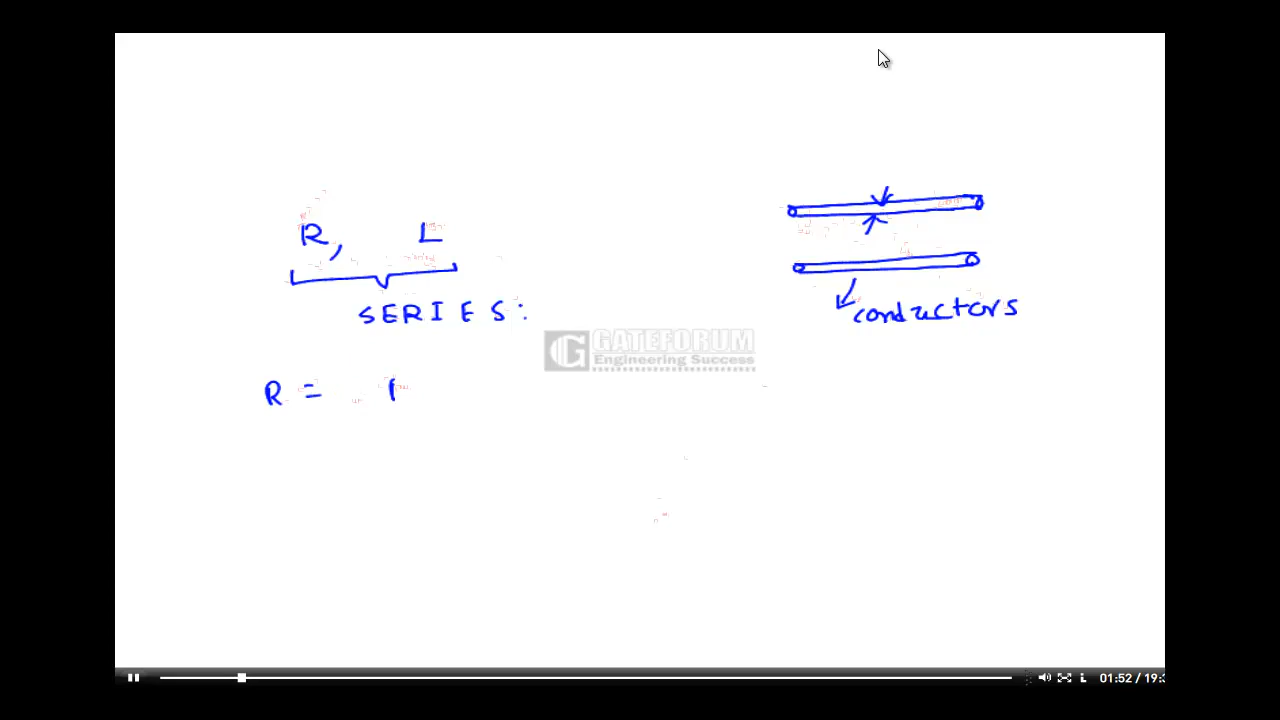 R, L
SERIES:
conductors
GATEFORUM
Engineering Success
R =
01:52 / 19: